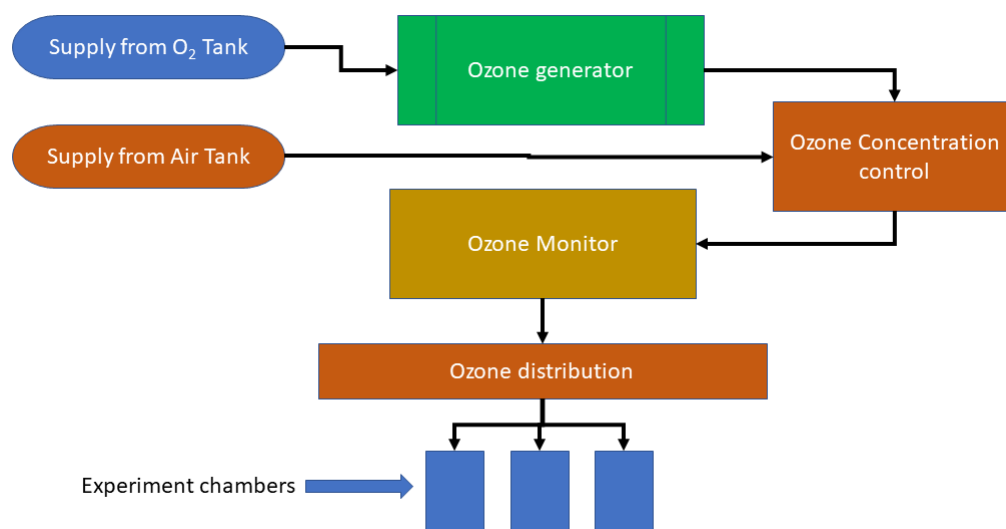 Supply from O₂ Tank
Ozone generator
Supply from Air Tank
Ozone Concentration
control
Ozone Monitor
Ozone distribution
Experiment chambers